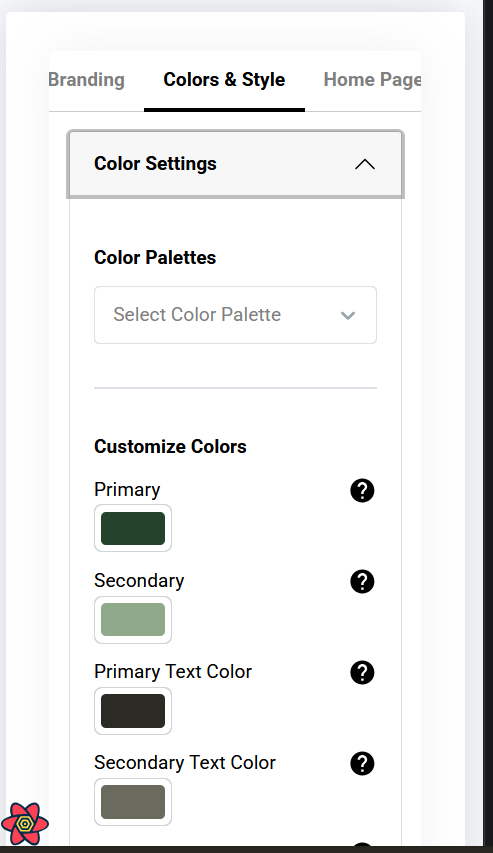 Branding Colors & Style Home Page
Color Settings
Color Palettes
Select Color Palette
Customize Colors
Primary ?
Secondary ?
Primary Text Color ?
Secondary Text Color ?